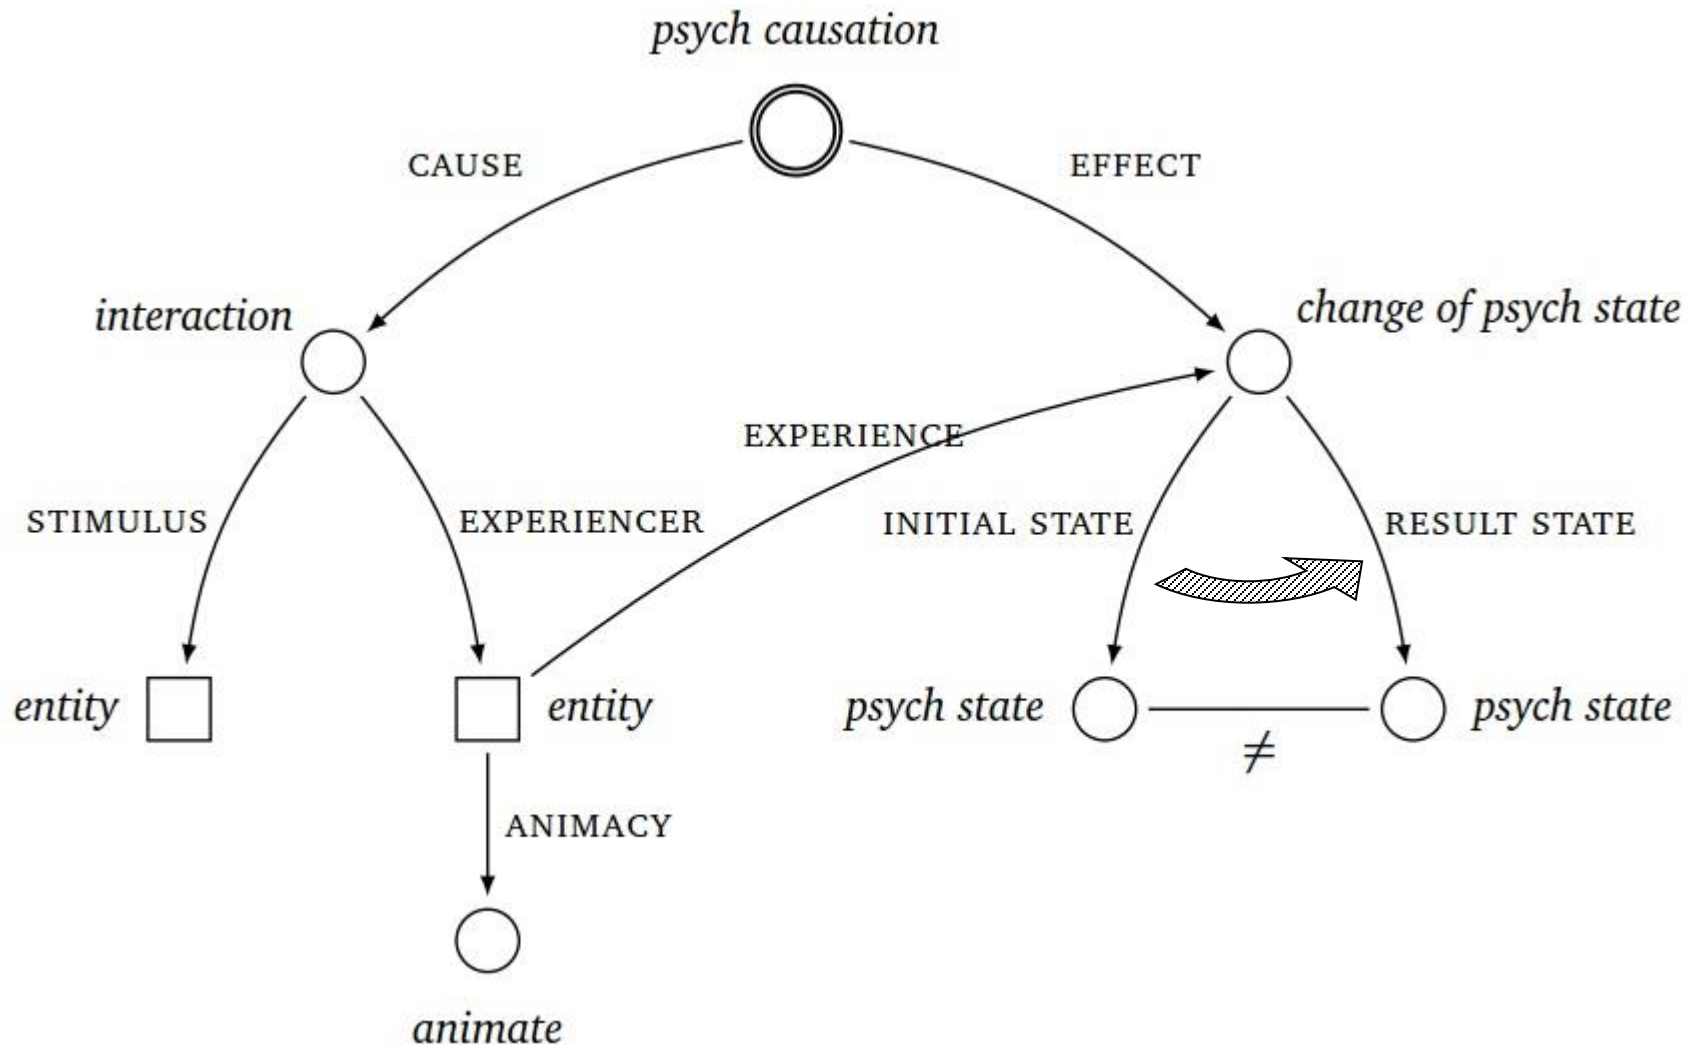 psych causation
CAUSE
EFFECT
interaction
change of psych state
EXPERIENCE
STIMULUS
EXPERIENCER
INITIAL STATE
RESULT STATE
entity
entity
psych state
psych state
≠
ANIMACY
animate